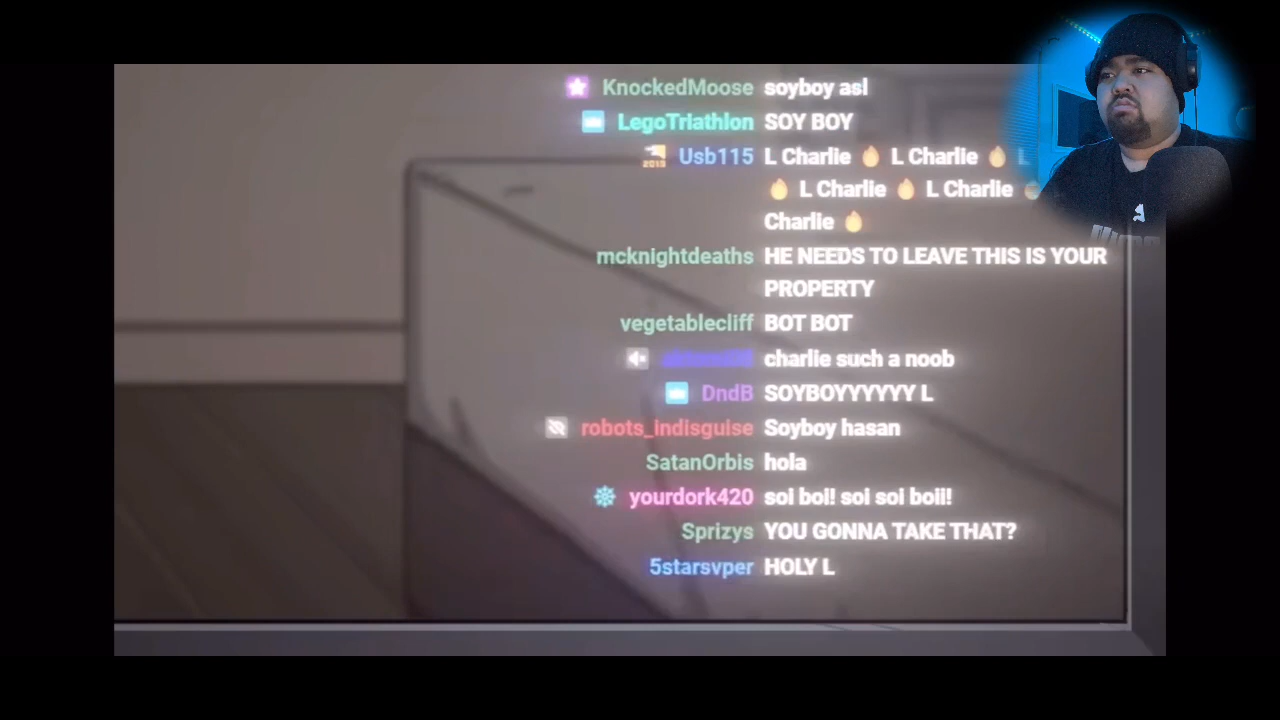 KnockedMoose soyboy asl
LegoTriathlon SOY BOY
2013 Usb115 L Charlie 🔥 L Charlie 🔥 L
🔥 L Charlie 🔥 L Charlie
Charlie 🔥
mcknightdeaths HE NEEDS TO LEAVE THIS IS YOUR
PROPERTY
vegetablecliff BOT BOT
charlie such a noob
DndB SOYBOYYYYYY L
robots_indisguise Soyboy hasan
SatanOrbis hola
yourdork420 soi boi! soi soi boii!
Sprizys YOU GONNA TAKE THAT?
5starsvper HOLY L